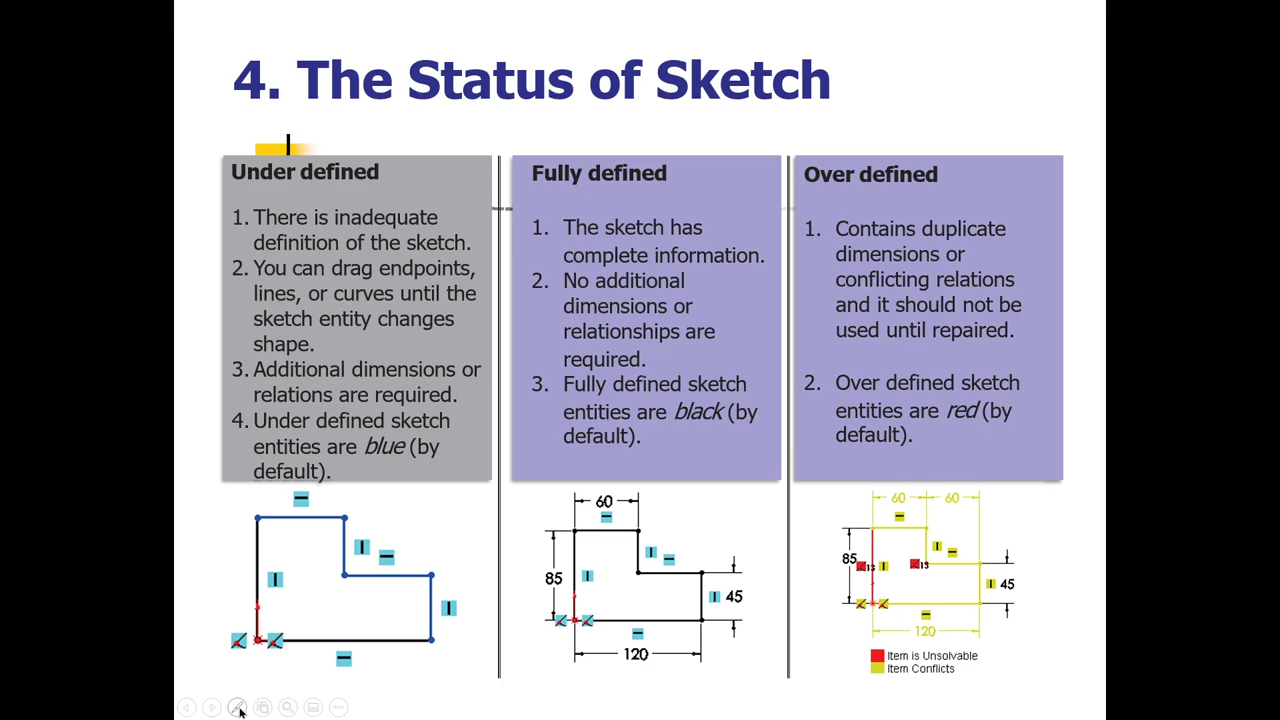 4. The Status of Sketch
Under defined
1. There is inadequate
definition of the sketch.
2. You can drag endpoints,
lines, or curves until the
sketch entity changes
shape.
3. Additional dimensions or
relations are required.
4. Under defined sketch
entities are blue (by
default).
Fully defined
1. The sketch has
complete information.
2. No additional
dimensions or
relationships are
required.
3. Fully defined sketch
entities are black (by
default).
Over defined
1. Contains duplicate
dimensions or
conflicting relations
and it should not be
used until repaired.
2. Over defined sketch
entities are red (by
default).
60
85
45
120
60 60
85
13
13
45
120
Item is Unsolvable
Item Conflicts